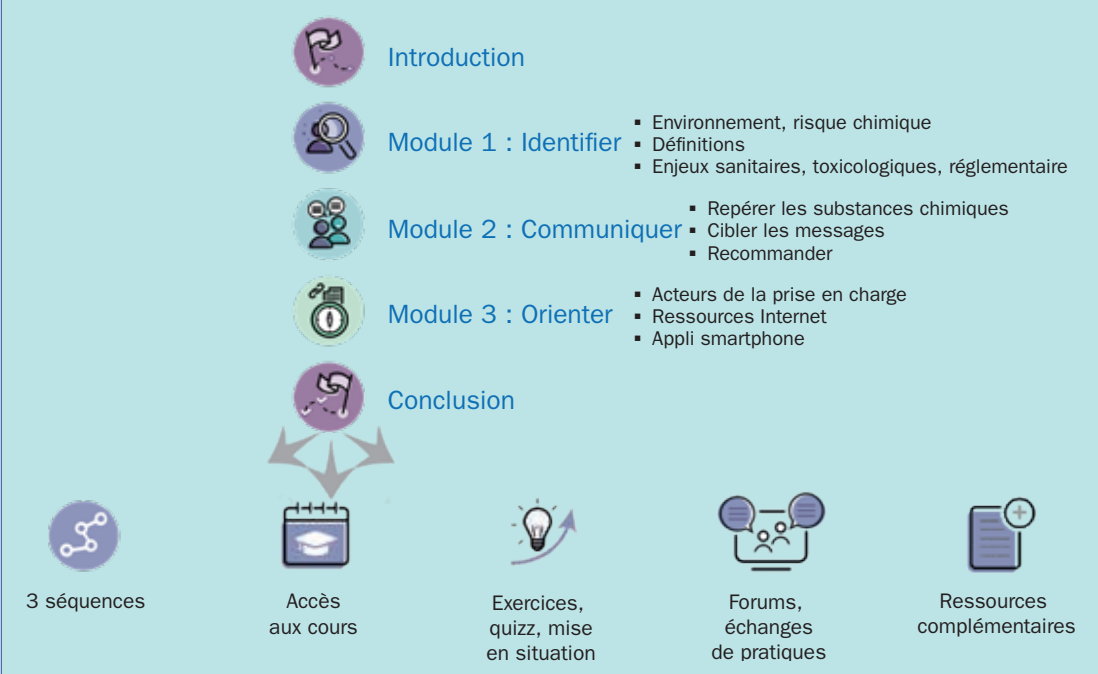 Introduction
Module 1 : Identifier
▪ Environnement, risque chimique
▪ Définitions
▪ Enjeux sanitaires, toxicologiques, réglementaire
Module 2 : Communiquer
▪ Repérer les substances chimiques
▪ Cibler les messages
▪ Recommander
Module 3 : Orienter
▪ Acteurs de la prise en charge
▪ Ressources Internet
▪ Appli smartphone
Conclusion
3 séquences
Accès
aux cours
Exercices,
quizz, mise
en situation
Forums,
échanges
de pratiques
Ressources
complémentaires